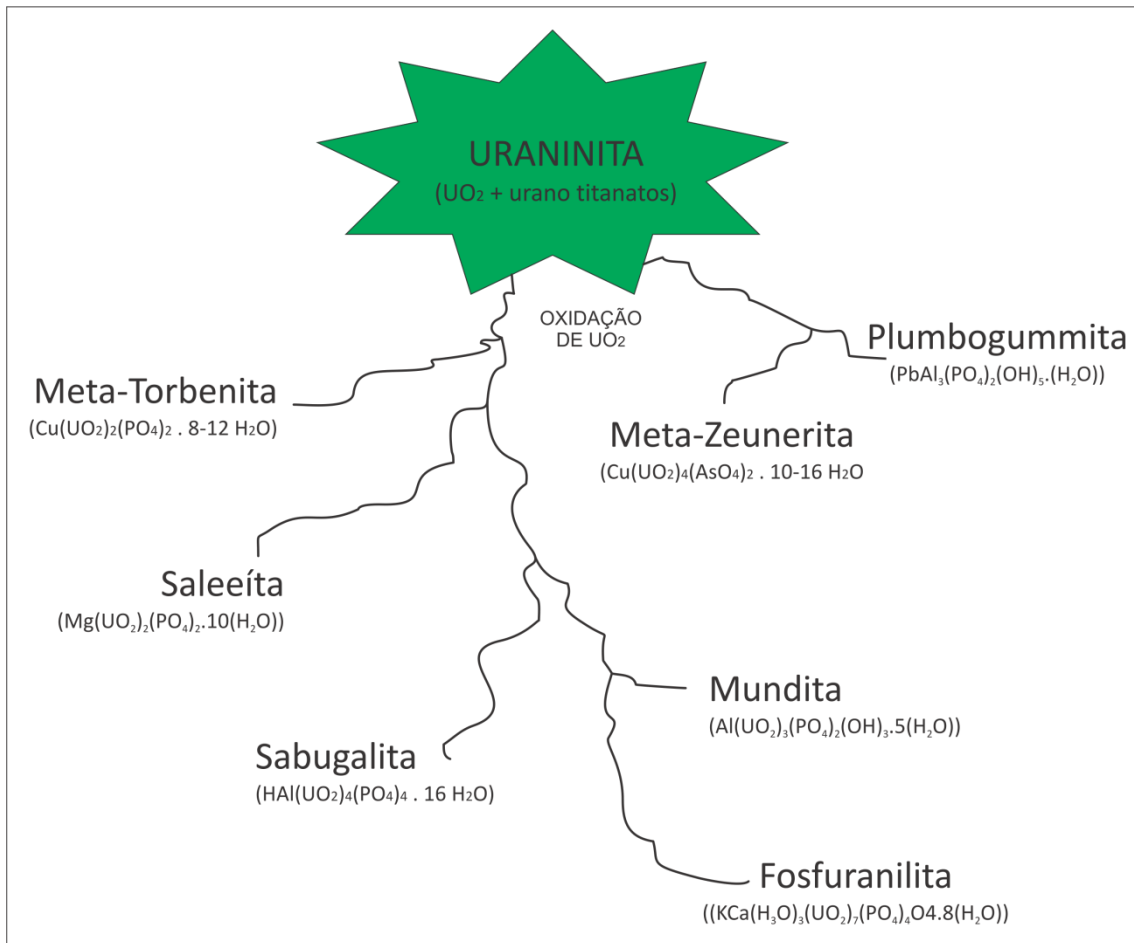 URANINITA
(UO₂ + urano titanatos)
OXIDAÇÃO
DE UO₂
Plumbogummita
(PbAl₃(PO₄)₂(OH)₅.(H₂O))
Meta-Torbenita
(Cu(UO₂)₂(PO₄)₂ . 8-12 H₂O)
Meta-Zeunerita
(Cu(UO₂)₄(AsO₄)₂ . 10-16 H₂O
Saleeíta
(Mg(UO₂)₂(PO₄)₂.10(H₂O))
Mundita
(Al(UO₂)₃(PO₄)₂(OH)₃.5(H₂O))
Sabugalita
(HAl(UO₂)₄(PO₄)₄ . 16 H₂O)
Fosfuranilita
((KCa(H₃O)₃(UO₂)₇(PO₄)₄O4.8(H₂O))